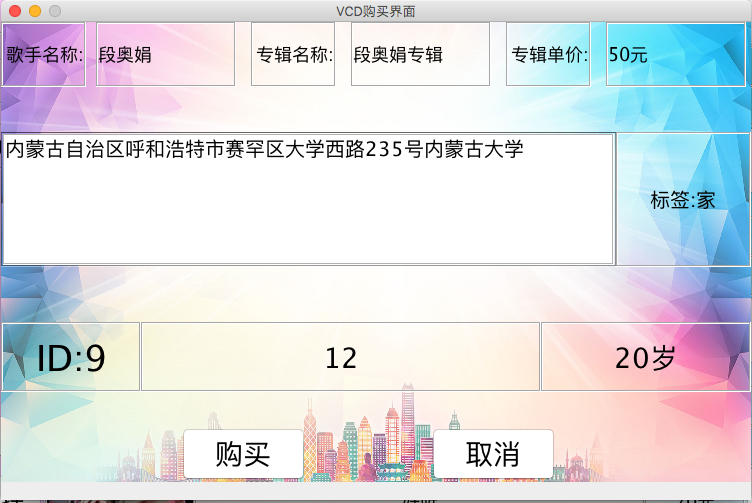 VCD购买界面
歌手名称: 段奥娟 专辑名称: 段奥娟专辑 专辑单价: 50元
内蒙古自治区呼和浩特市赛罕区大学西路235号内蒙古大学
标签:家
ID:9 12 20岁
购买 取消